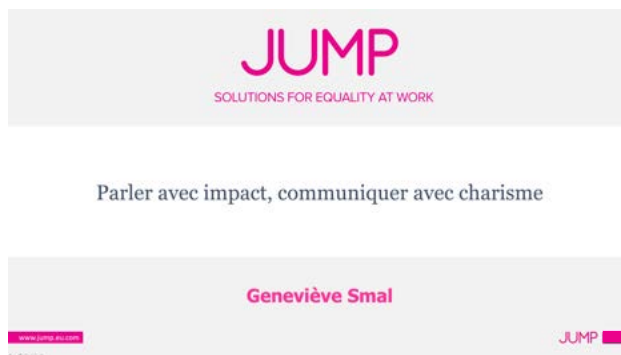 JUMP
SOLUTIONS FOR EQUALITY AT WORK
Parler avec impact, communiquer avec charisme
Geneviève Smal
www.jump.eu.com
JUMP